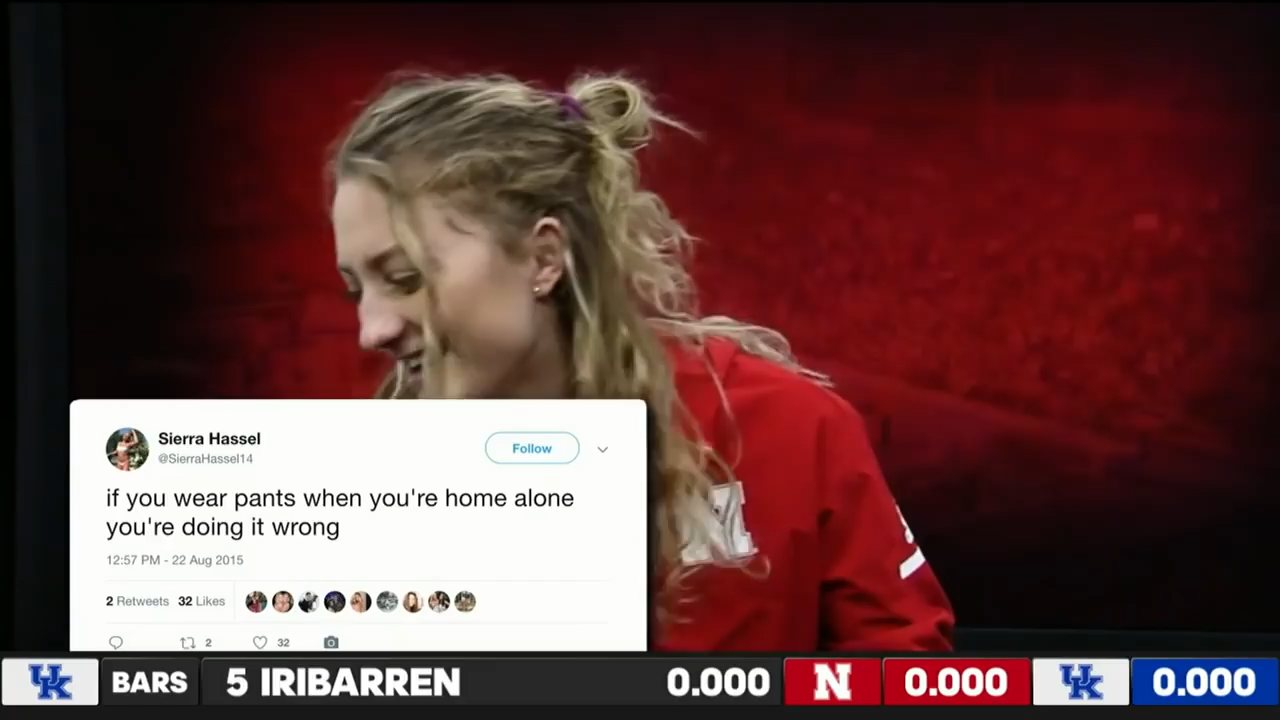 Sierra Hassel
@SierraHassel14
Follow
if you wear pants when you're home alone
you're doing it wrong
12:57 PM - 22 Aug 2015
2 Retweets 32 Likes
2 32
UK BARS 5 IRIBARREN 0.000 N 0.000 UK 0.000